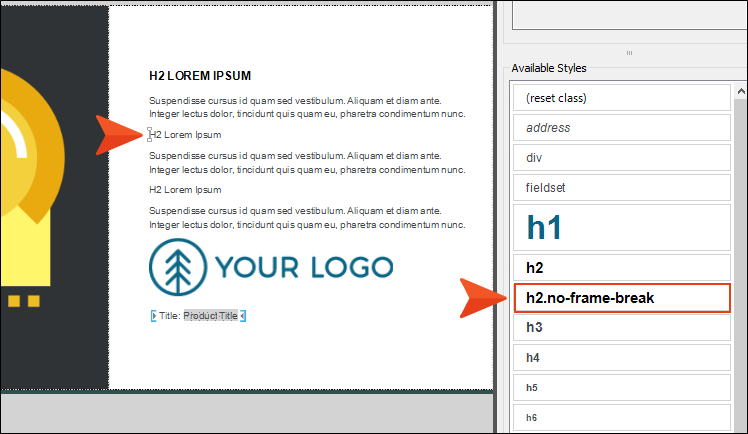 H2 LOREM IPSUM
Suspendisse cursus id quam sed vestibulum. Aliquam et diam ante.
Integer lectus dolor, tincidunt quis quam eu, pharetra condimentum nunc.
H2 Lorem Ipsum
Suspendisse cursus id quam sed vestibulum. Aliquam et diam ante.
Integer lectus dolor, tincidunt quis quam eu, pharetra condimentum nunc.
H2 Lorem Ipsum
Suspendisse cursus id quam sed vestibulum. Aliquam et diam ante.
Integer lectus dolor, tincidunt quis quam eu, pharetra condimentum nunc.
YOUR LOGO
Title: Product Title
Available Styles
(reset class)
address
div
fieldset
h1
h2
h2.no-frame-break
h3
h4
h5
h6